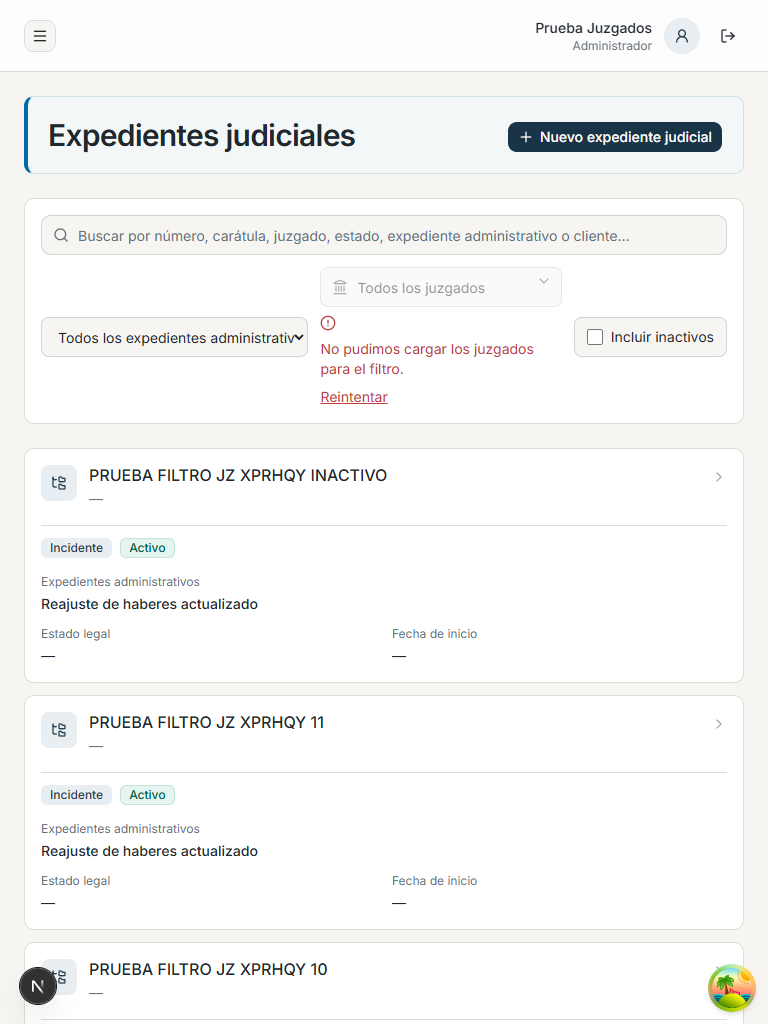 Prueba Juzgados
Administrador
Expedientes judiciales
Nuevo expediente judicial
Buscar por número, carátula, juzgado, estado, expediente administrativo o cliente...
Todos los juzgados
Todos los expedientes administrativ
No pudimos cargar los juzgados
para el filtro.
Reintentar
Incluir inactivos
PRUEBA FILTRO JZ XPRHQY INACTIVO
—
Incidente
Activo
Expedientes administrativos
Reajuste de haberes actualizado
Estado legal
Fecha de inicio
—
—
PRUEBA FILTRO JZ XPRHQY 11
—
Incidente
Activo
Expedientes administrativos
Reajuste de haberes actualizado
Estado legal
Fecha de inicio
—
—
PRUEBA FILTRO JZ XPRHQY 10
—
N